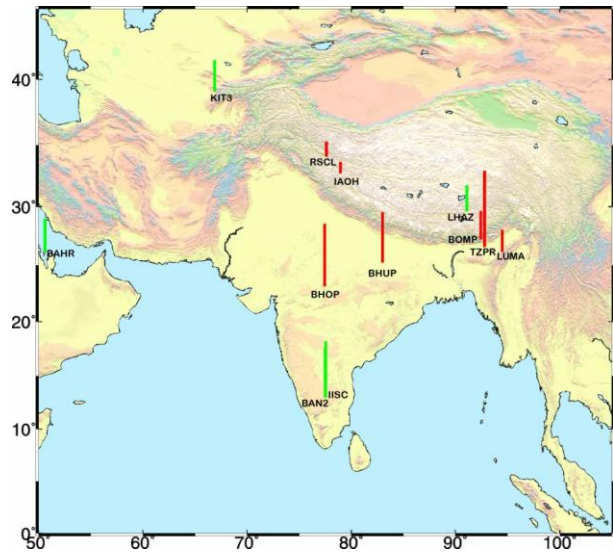 40°
KIT3
RSCL
IAOH
30°
LHAZ
BAHR
BOMP
TZPR
LUMA
BHUP
BHOP
20°
IISC
BAN2
10°
0°
50° 60° 70° 80° 90° 100°